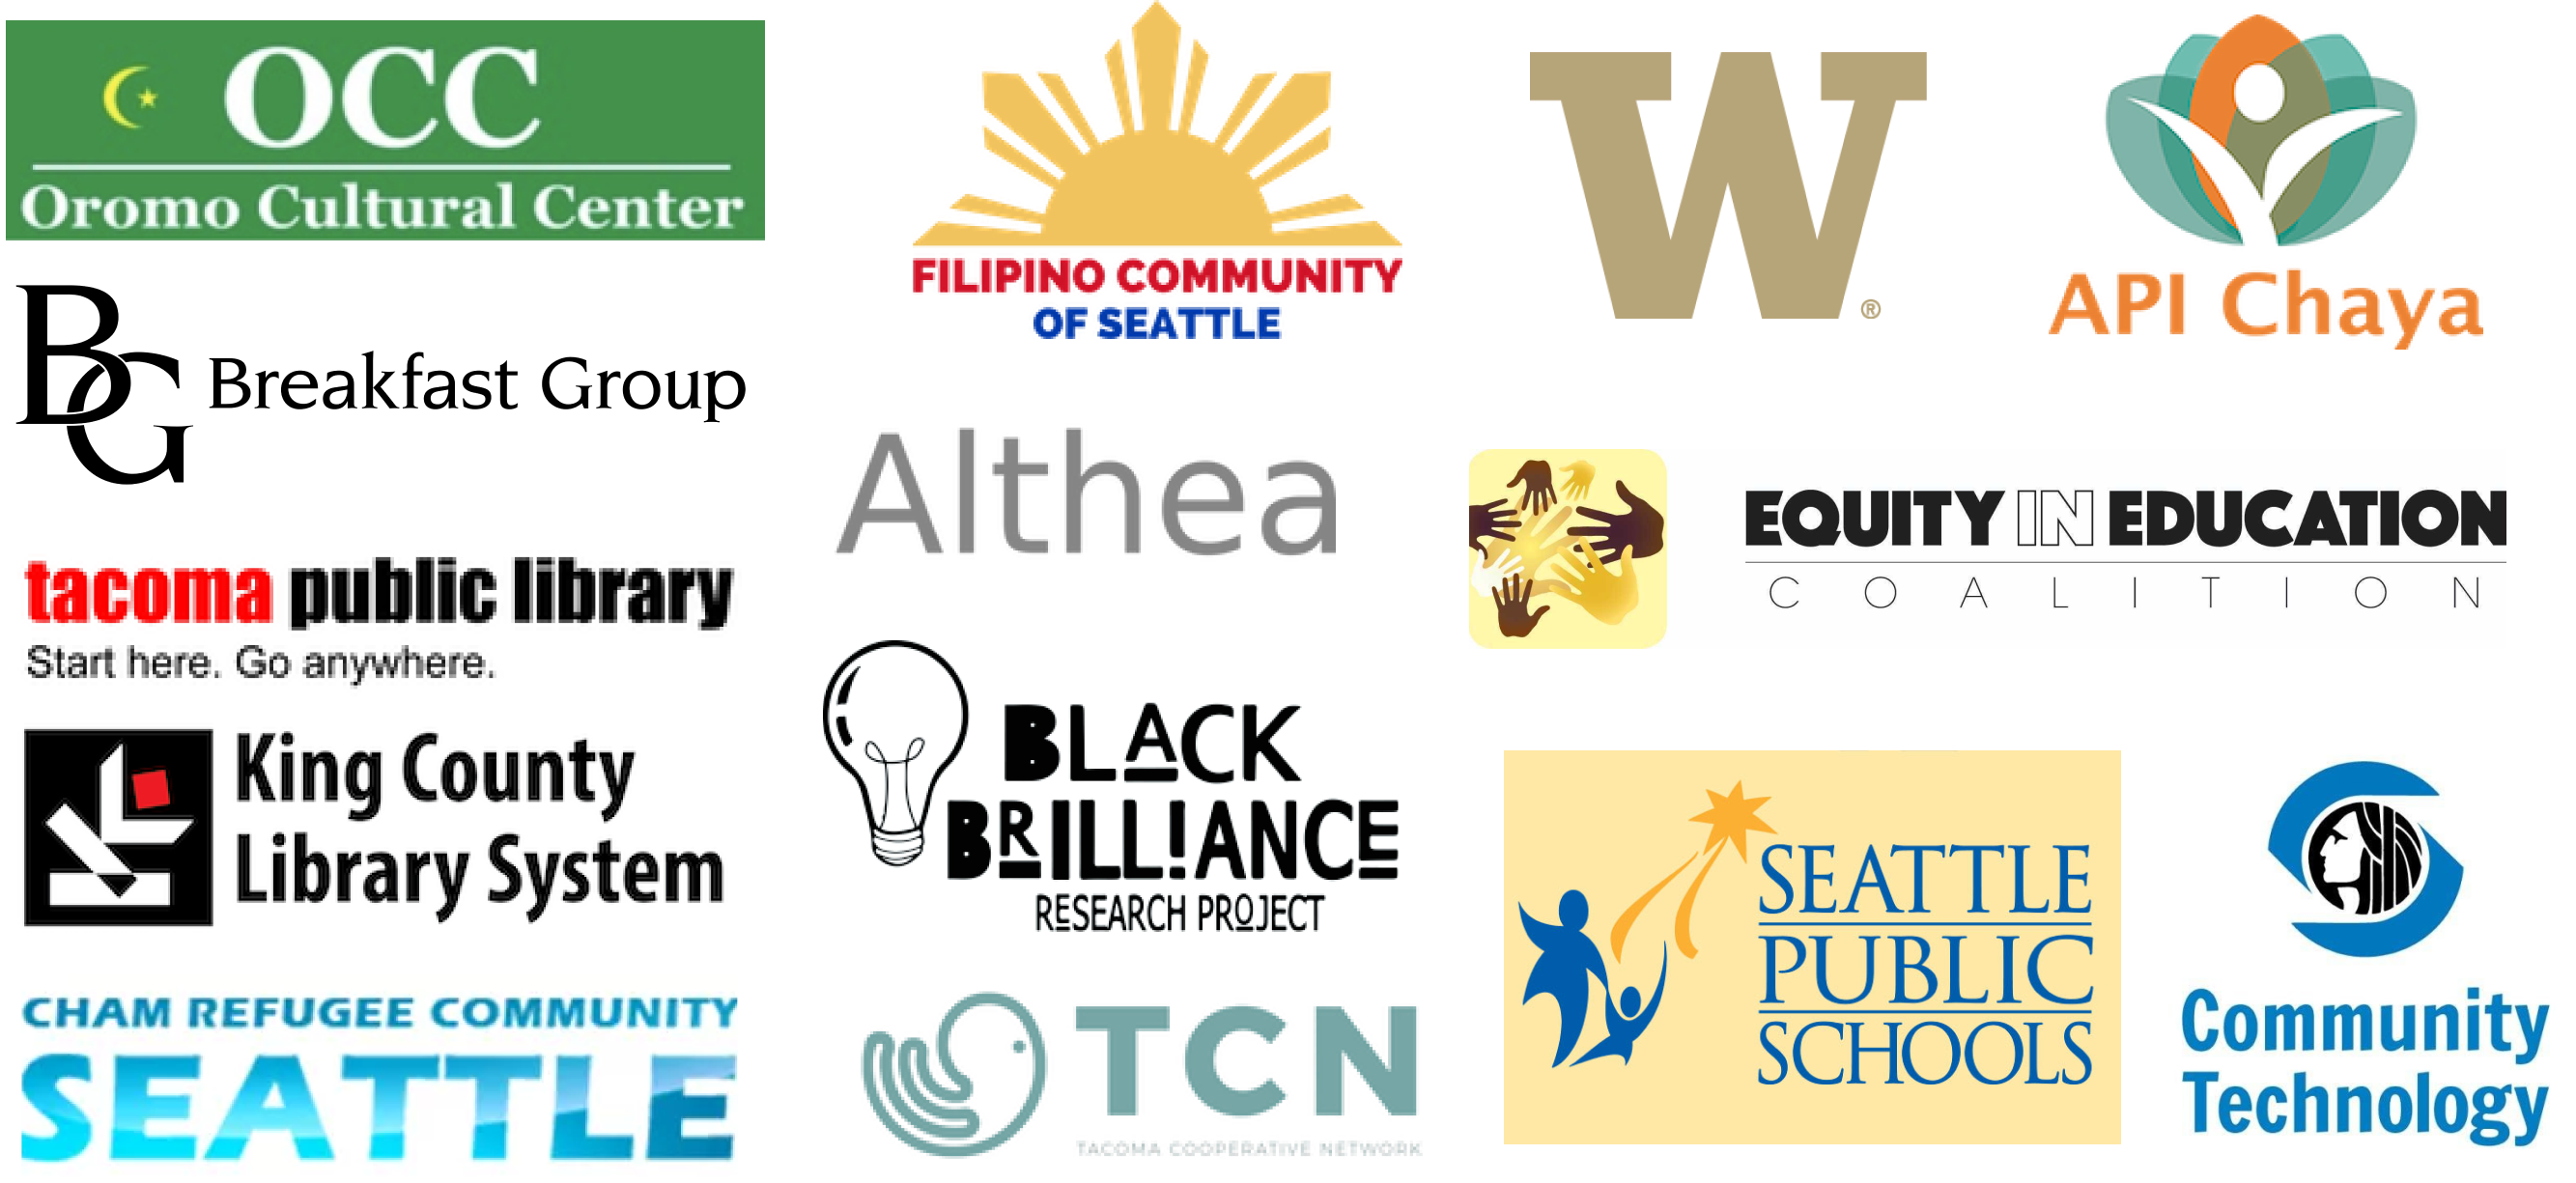 OCC
Oromo Cultural Center
FILIPINO COMMUNITY
OF SEATTLE
W®
API Chaya
BG Breakfast Group
Althea
EQUITY IN EDUCATION
COALITION
tacoma public library
Start here. Go anywhere.
BLACK
BRILL!ANCE
RESEARCH PROJECT
King County
Library System
SEATTLE
PUBLIC
SCHOOLS
Community
Technology
CHAM REFUGEE COMMUNITY
SEATTLE
TCN
TACOMA COOPERATIVE NETWORK